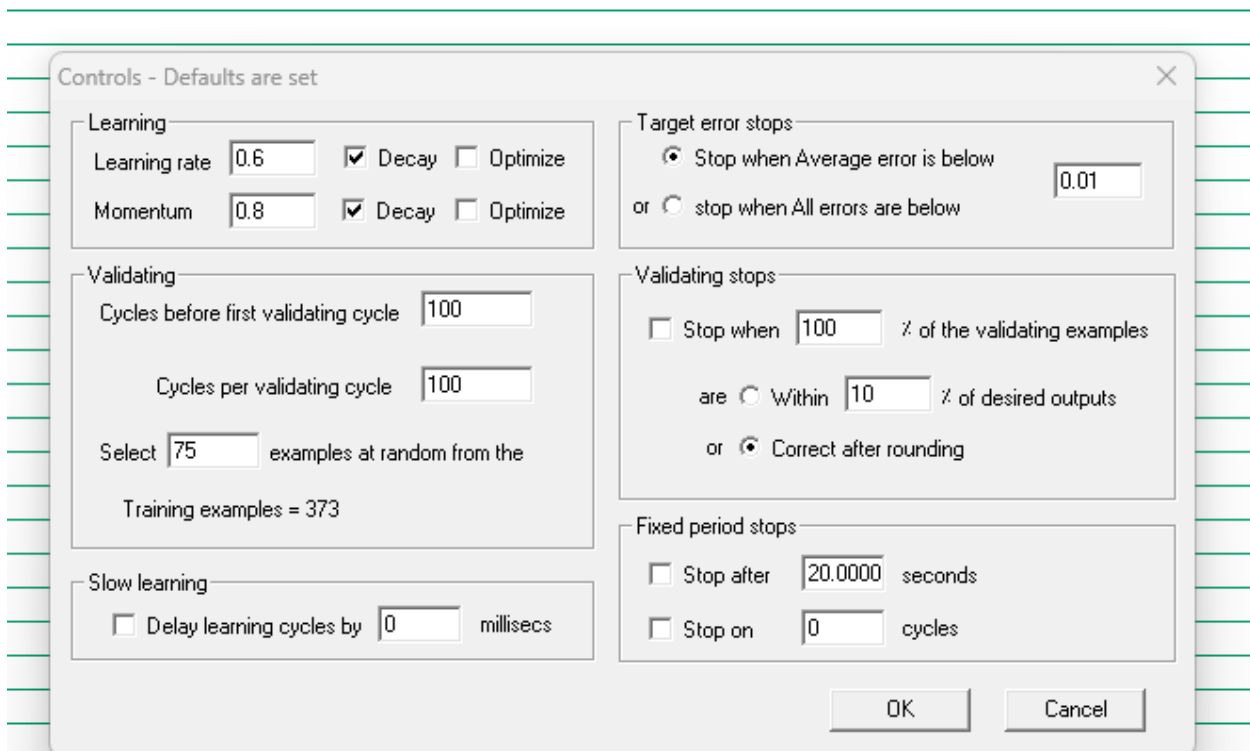 Controls - Defaults are set
Learning
Learning rate 0.6 Decay Optimize
Momentum 0.8 Decay Optimize
Validating
Cycles before first validating cycle 100
Cycles per validating cycle 100
Select 75 examples at random from the
Training examples = 373
Slow learning
Delay learning cycles by 0 millisecs
Target error stops
Stop when Average error is below
0.01
or stop when All errors are below
Validating stops
Stop when 100 % of the validating examples
are Within 10 % of desired outputs
or Correct after rounding
Fixed period stops
Stop after 20.0000 seconds
Stop on 0 cycles
OK Cancel